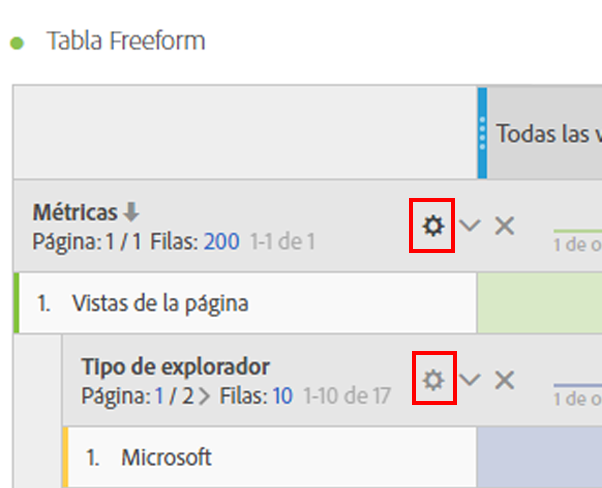 Tabla Freeform
Todas las v
Métricas
Página: 1 / 1 Filas: 200 1-1 de 1
1 de o
1. Vistas de la página
Tipo de explorador
Página: 1 / 2 > Filas: 10 1-10 de 17
1 de o
1. Microsoft